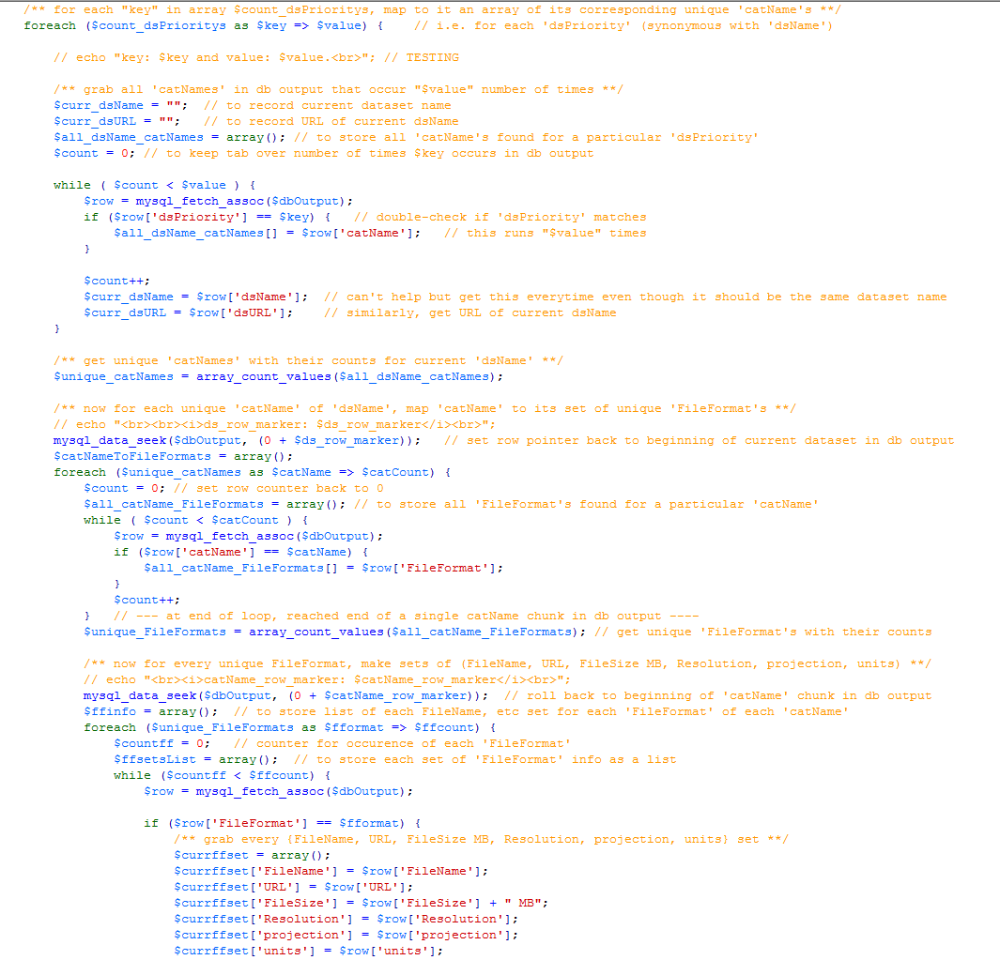 /** for each "key" in array $count_dsPrioritys, map to it an array of its corresponding unique 'catName's **/
foreach ($count_dsPrioritys as $key => $value) {    // i.e. for each 'dsPriority' (synonymous with 'dsName')
// echo "key: $key and value: $value.<br>"; // TESTING
/** grab all 'catNames' in db output that occur "$value" number of times **/
$curr_dsName = "";  // to record current dataset name
$curr_dsURL = "";   // to record URL of current dsName
$all_dsName_catNames = array(); // to store all 'catName's found for a particular 'dsPriority'
$count = 0; // to keep tab over number of times $key occurs in db output
while ( $count < $value ) {
$row = mysql_fetch_assoc($dbOutput);
if ($row['dsPriority'] == $key) {   // double-check if 'dsPriority' matches
$all_dsName_catNames[] = $row['catName'];   // this runs "$value" times
}
$count++;
$curr_dsName = $row['dsName'];  // can't help but get this everytime even though it should be the same dataset name
$curr_dsURL = $row['dsURL'];    // similarly, get URL of current dsName
}
/** get unique 'catNames' with their counts for current 'dsName' **/
$unique_catNames = array_count_values($all_dsName_catNames);
/** now for each unique 'catName' of 'dsName', map 'catName' to its set of unique 'FileFormat's **/
// echo "<br><br><i>ds_row_marker: $ds_row_marker</i><br>";
mysql_data_seek($dbOutput, (0 + $ds_row_marker));   // set row pointer back to beginning of current dataset in db output
$catNameToFileFormats = array();
foreach ($unique_catNames as $catName => $catCount) {
$count = 0; // set row counter back to 0
$all_catName_FileFormats = array(); // to store all 'FileFormat's found for a particular 'catName'
while ( $count < $catCount ) {
$row = mysql_fetch_assoc($dbOutput);
if ($row['catName'] == $catName) {
$all_catName_FileFormats[] = $row['FileFormat'];
}
$count++;
}   // --- at end of loop, reached end of a single catName chunk in db output ----
$unique_FileFormats = array_count_values($all_catName_FileFormats); // get unique 'FileFormat's with their counts
/** now for every unique FileFormat, make sets of (FileName, URL, FileSize MB, Resolution, projection, units) **/
// echo "<br><i>catName_row_marker: $catName_row_marker</i><br>";
mysql_data_seek($dbOutput, (0 + $catName_row_marker));  // roll back to beginning of 'catName' chunk in db output
$ffinfo = array();  // to store list of each FileName, etc set for each 'FileFormat' of each 'catName'
foreach ($unique_FileFormats as $fformat => $ffcount) {
$countff = 0;   // counter for occurence of each 'FileFormat'
$ffsetsList = array();  // to store each set of 'FileFormat' info as a list
while ($countff < $ffcount) {
$row = mysql_fetch_assoc($dbOutput);
if ($row['FileFormat'] == $fformat) {
/** grab every {FileName, URL, FileSize MB, Resolution, projection, units} set **/
$currffset = array();
$currffset['FileName'] = $row['FileName'];
$currffset['URL'] = $row['URL'];
$currffset['FileSize'] = $row['FileSize'] + " MB";
$currffset['Resolution'] = $row['Resolution'];
$currffset['projection'] = $row['projection'];
$currffset['units'] = $row['units'];